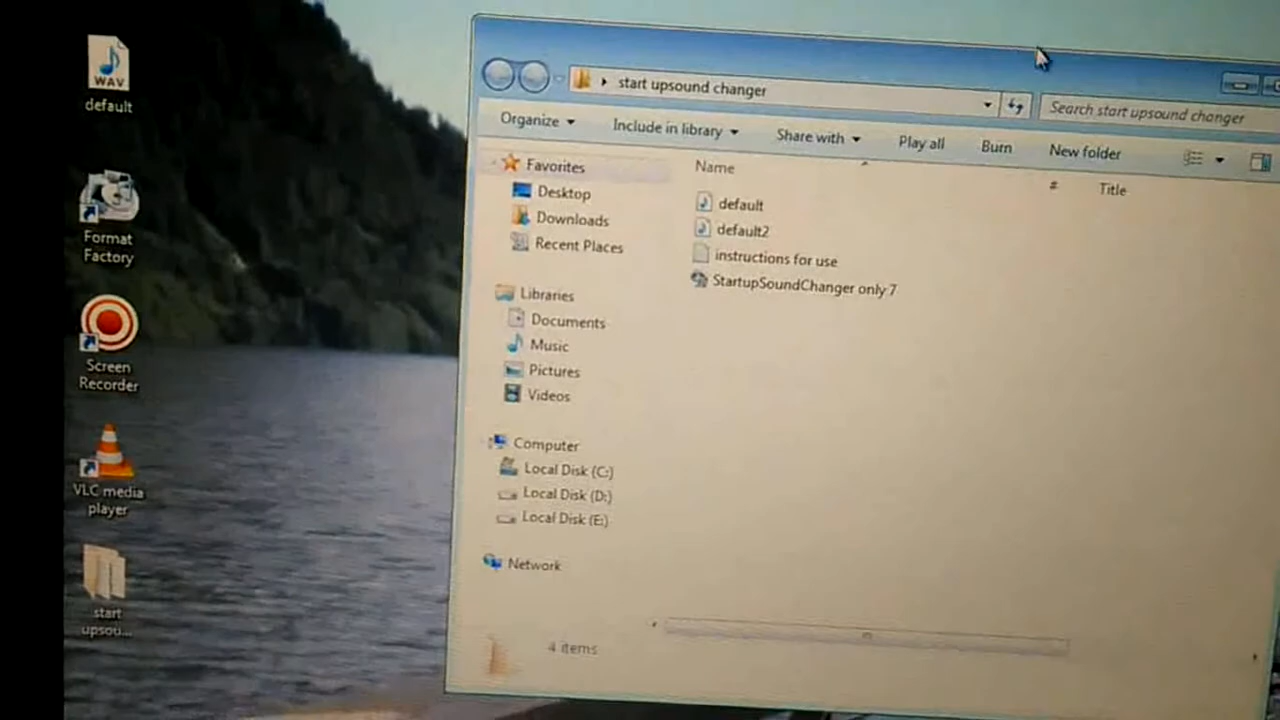 WAV
default
Format
Factory
Screen
Recorder
VLC media
player
start
upsou...
start upsound changer
Search start upsound changer
Organize
Include in library
Share with
Play all
Burn
New folder
Favorites
Desktop
Downloads
Recent Places
Libraries
Documents
Music
Pictures
Videos
Computer
Local Disk (C:)
Local Disk (D:)
Local Disk (E:)
Network
Name
#
Title
default
default2
instructions for use
StartupSoundChanger only 7
4 items